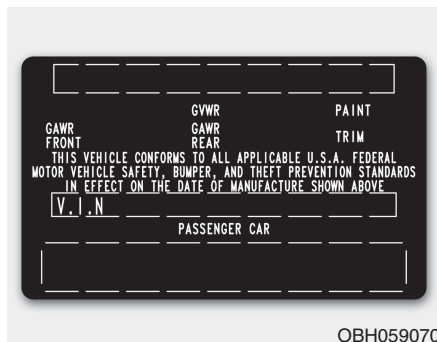 GVWR PAINT
GAWR FRONT GAWR REAR TRIM
THIS VEHICLE CONFORMS TO ALL APPLICABLE U.S.A. FEDERAL
MOTOR VEHICLE SAFETY, BUMPER, AND THEFT PREVENTION STANDARDS
IN EFFECT ON THE DATE OF MANUFACTURE SHOWN ABOVE
V.I.N
PASSENGER CAR
OBH059070